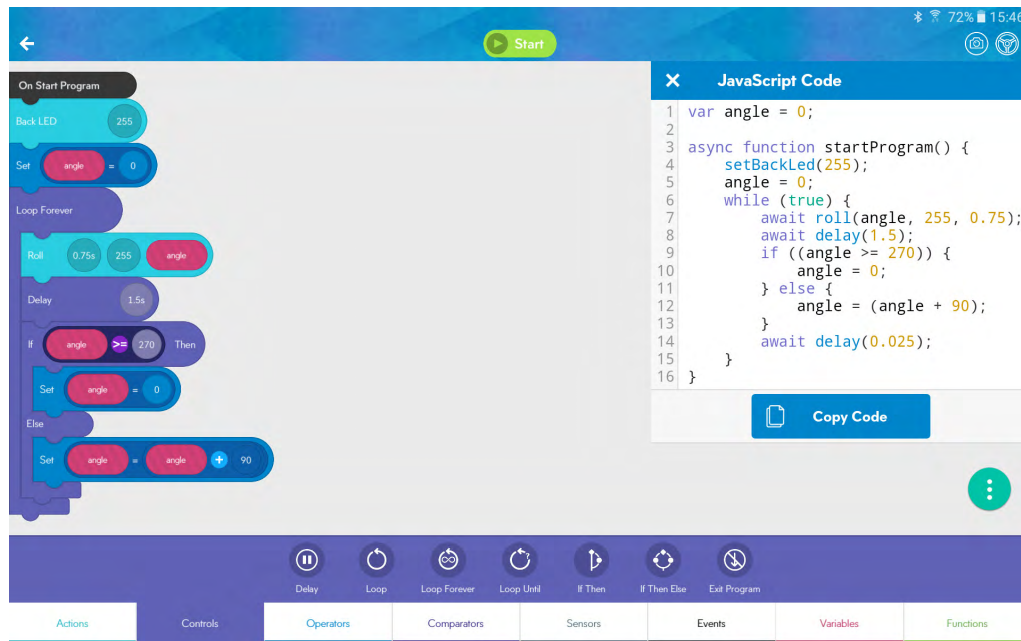 72% 15:46
Start
On Start Program
Back LED 255
Set angle = 0
Loop Forever
Roll 0.75s 255 angle
Delay 1.5s
If angle >= 270 Then
Set angle = 0
Else
Set angle = angle + 90
× JavaScript Code
1 var angle = 0;
2
3 async function startProgram() {
4 setBackLed(255);
5 angle = 0;
6 while (true) {
7 await roll(angle, 255, 0.75);
8 await delay(1.5);
9 if ((angle >= 270)) {
10 angle = 0;
11 } else {
12 angle = (angle + 90);
13 }
14 await delay(0.025);
15 }
16 }
Copy Code
Delay Loop Loop Forever Loop Until If Then If Then Else Exit Program
Actions Controls Operators Comparators Sensors Events Variables Functions